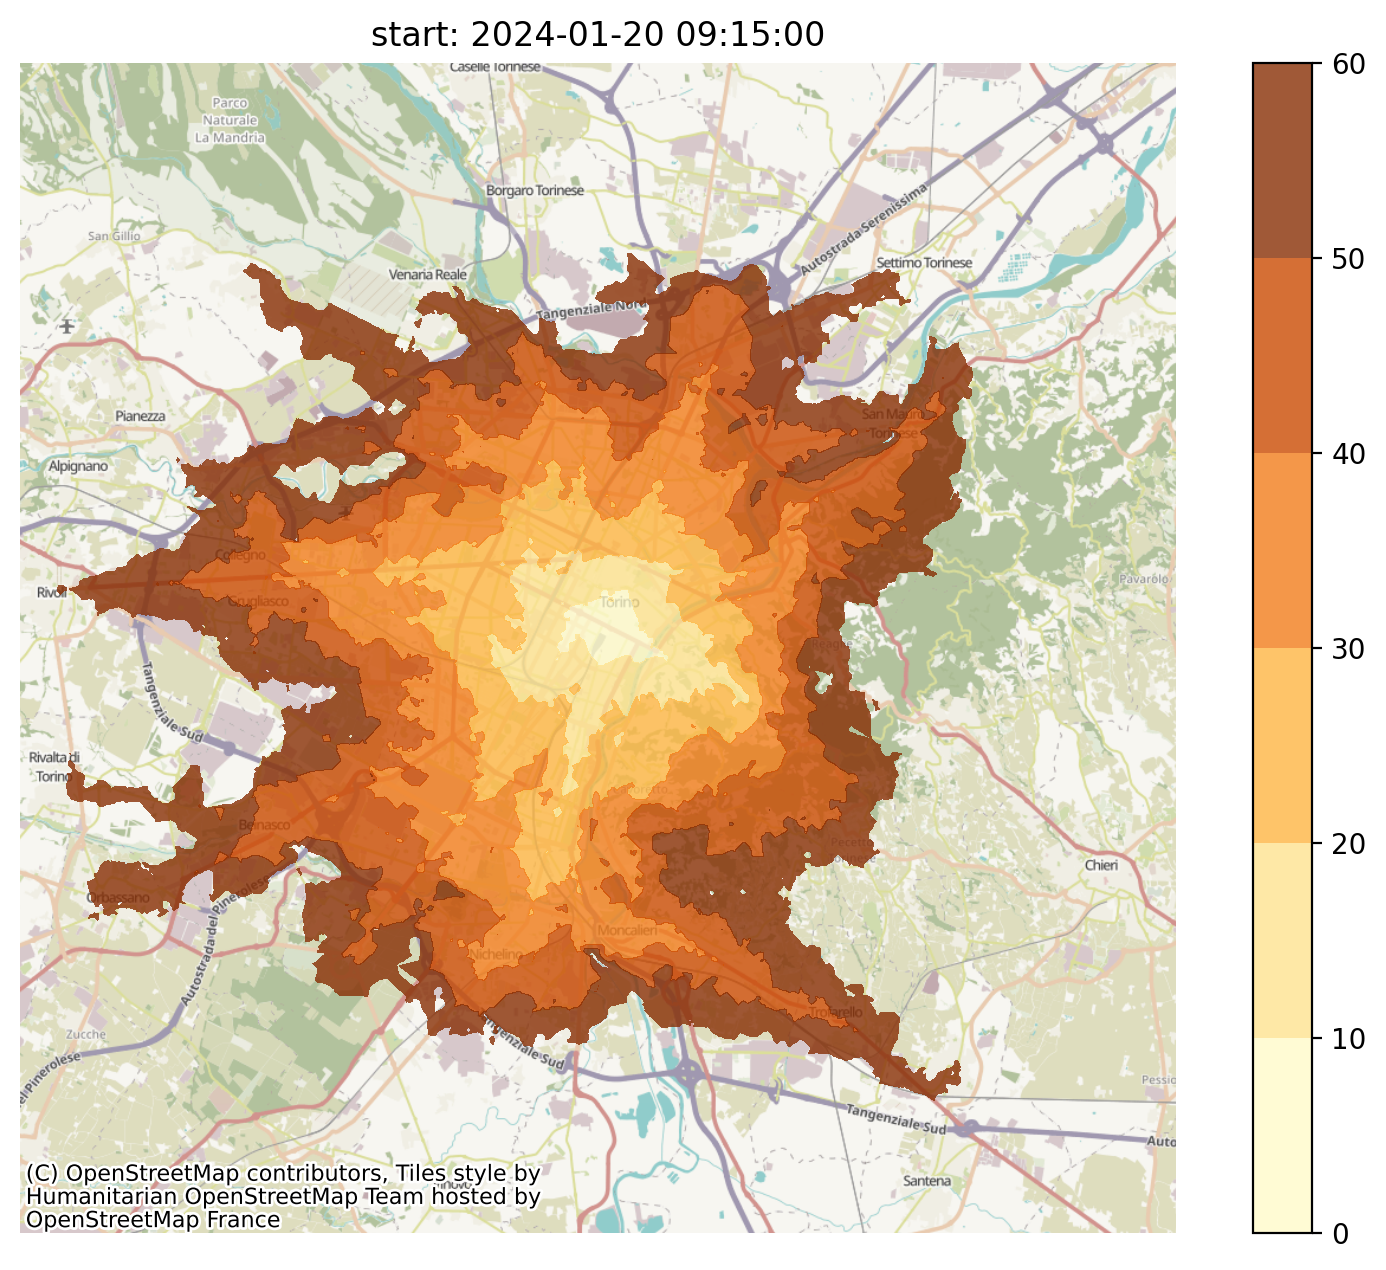 start: 2024-01-20 09:15:00
Caselle Torinese
Parco
Naturale
La Mandria
Borgaro Torinese
Autostrada Serenissima
San Gillio
Venaria Reale
Settimo Torinese
Tangenziale Nord
Pianezza
San Mauro
Torinese
Alpignano
Collegno
Pavarolo
Rivoli
Grugliasco
Torino
Reaglie
Tangenziale Sud
Rivalta di
Torino
Beinasco
Pecetto
Chieri
Orbassano
Autostrada del Pinerolese
Moncalieri
Nichelino
Trofarello
Zucche
Tangenziale Sud
Pessio
Tangenziale Sud
Auto
Santena
(C) OpenStreetMap contributors, Tiles style by
Humanitarian OpenStreetMap Team hosted by
OpenStreetMap France
60
50
40
30
20
10
0